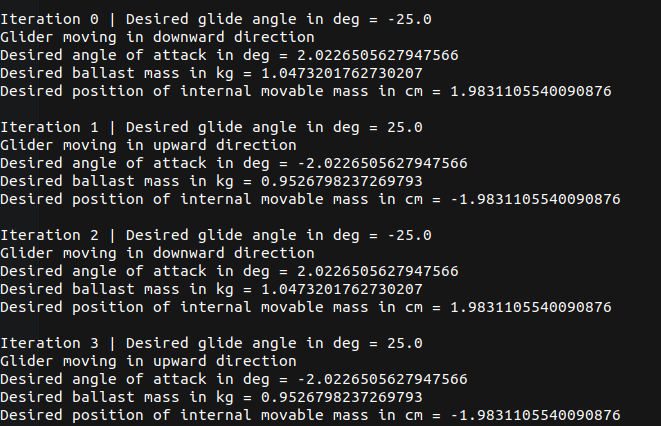 Iteration 0 | Desired glide angle in deg = -25.0
Glider moving in downward direction
Desired angle of attack in deg = 2.0226505627947566
Desired ballast mass in kg = 1.0473201762730207
Desired position of internal movable mass in cm = 1.9831105540090876
Iteration 1 | Desired glide angle in deg = 25.0
Glider moving in upward direction
Desired angle of attack in deg = -2.0226505627947566
Desired ballast mass in kg = 0.9526798237269793
Desired position of internal movable mass in cm = -1.9831105540090876
Iteration 2 | Desired glide angle in deg = -25.0
Glider moving in downward direction
Desired angle of attack in deg = 2.0226505627947566
Desired ballast mass in kg = 1.0473201762730207
Desired position of internal movable mass in cm = 1.9831105540090876
Iteration 3 | Desired glide angle in deg = 25.0
Glider moving in upward direction
Desired angle of attack in deg = -2.0226505627947566
Desired ballast mass in kg = 0.9526798237269793
Desired position of internal movable mass in cm = -1.9831105540090876